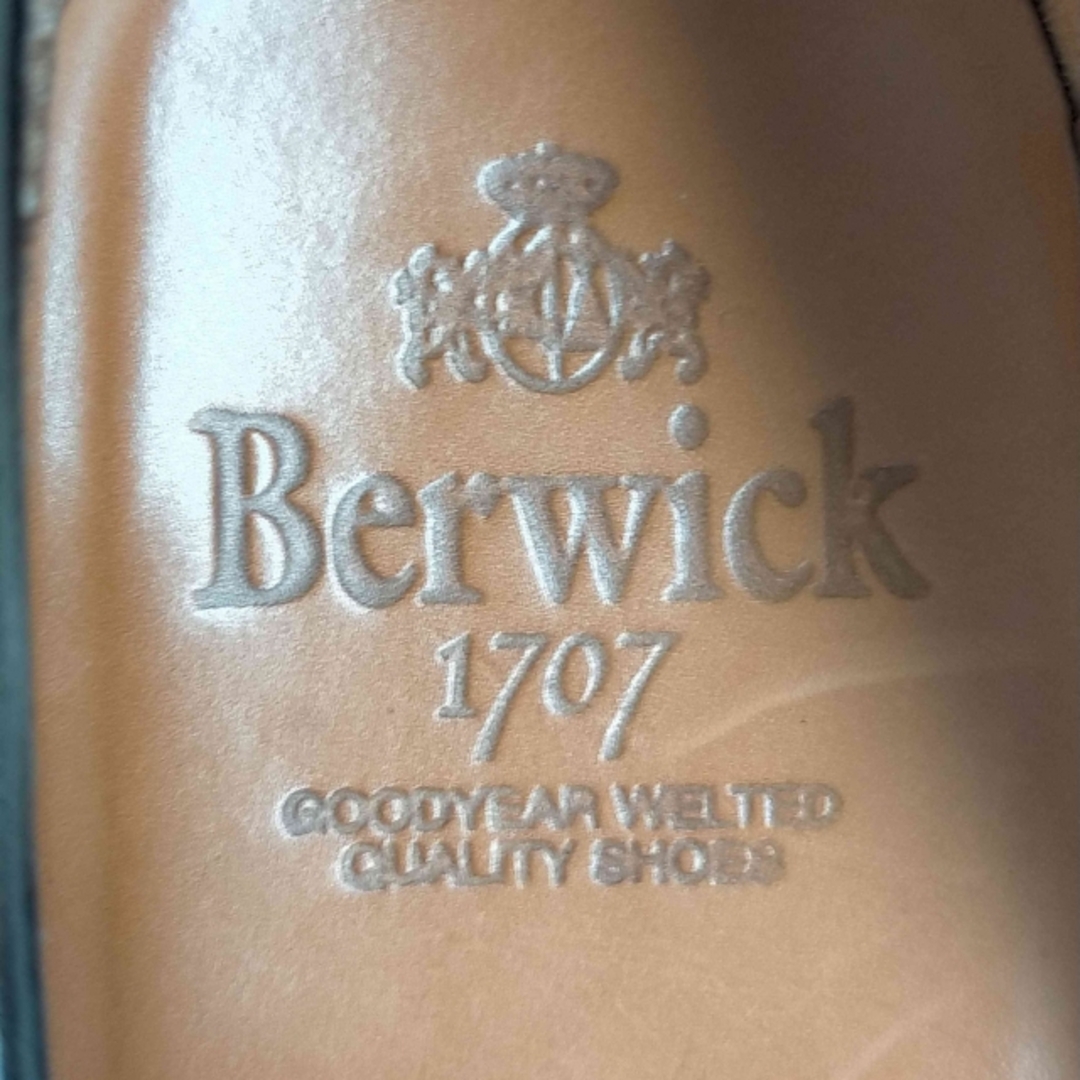 Berwick
1707
GOODYEAR WELTED
QUALITY SHOES